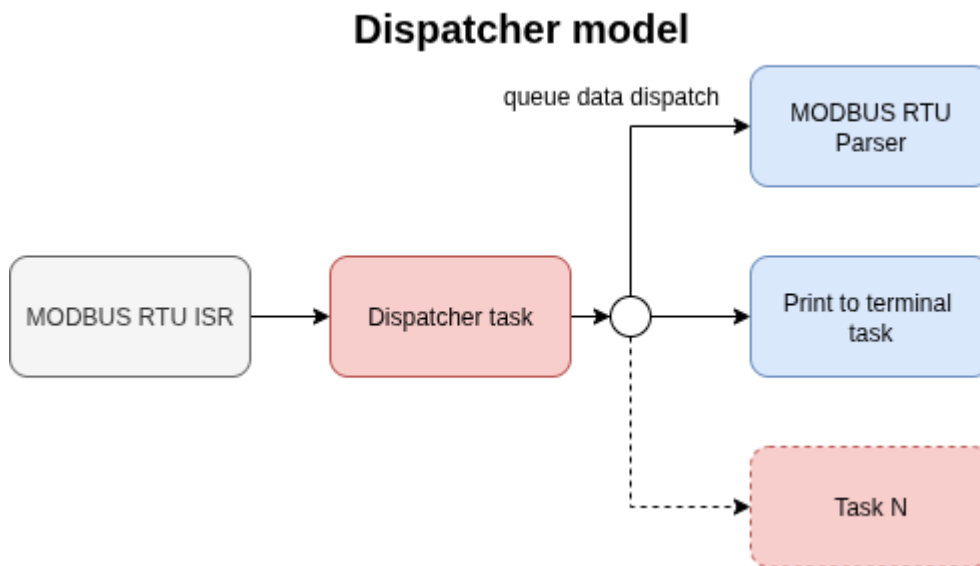 Dispatcher model
queue data dispatch
MODBUS RTU
Parser
MODBUS RTU ISR
Dispatcher task
Print to terminal
task
Task N